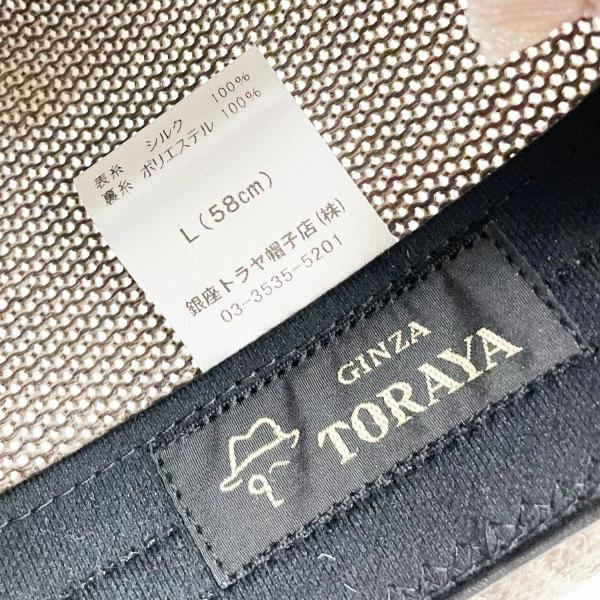 表糸 シルク 100%
裏糸 ポリエステル 100%
L(58cm)
銀座トラヤ帽子店(株)
03-3535-5201
GINZA
TORAYA